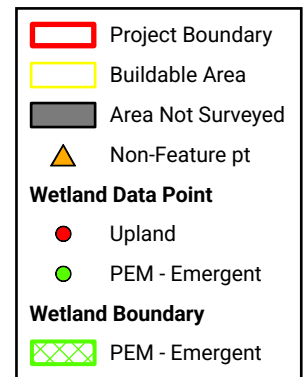 Project Boundary
Buildable Area
Area Not Surveyed
Non-Feature pt
Wetland Data Point
Upland
PEM - Emergent
Wetland Boundary
PEM - Emergent